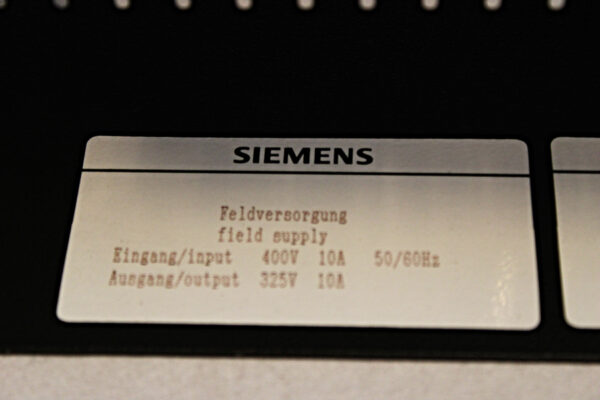 SIEMENS
Feldversorgung
field supply
Eingang/input 400V 10A 50/60Hz
Ausgang/output 325V 10A